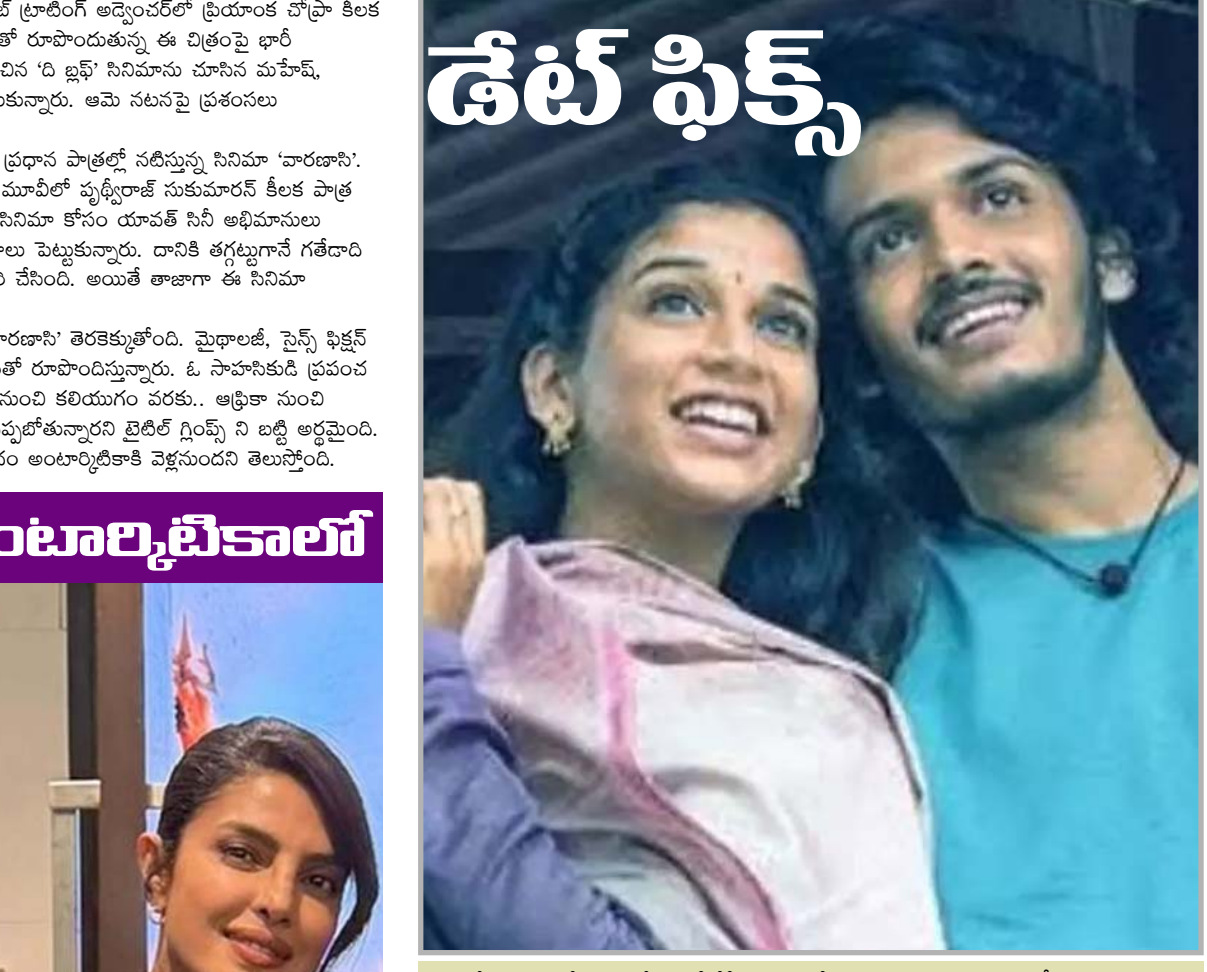 ట్రాటింగ్ అడ్వెంచర్‌లో ప్రియాంక చోప్రా కీలక
తో రూపొందుతున్న ఈ చిత్రంపై భారీ
చిన ‘ది బ్లఫ్’ సినిమాను చూసిన మహేష్,
కున్నారు. ఆమె నటనపై ప్రశంసలు
ప్రధాన పాత్రల్లో నటిస్తున్న సినిమా ‘వారణాసి’.
మూవీలో పృథ్వీరాజ్ సుకుమారన్ కీలక పాత్ర
సినిమా కోసం యావత్ సినీ అభిమానులు
లు పెట్టుకున్నారు. దానికి తగ్గట్టుగానే గతేడాది
చేసింది. అయితే తాజాగా ఈ సినిమా
రణాసి’ తెరకెక్కుతోంది. మైథాలజీ, సైన్స్ ఫిక్షన్
తో రూపొందిస్తున్నారు. ఓ సాహసికుడి ప్రపంచ
నుంచి కలియుగం వరకు.. ఆఫ్రికా నుంచి
ప్పబోతున్నారని టైటిల్ గ్లింప్స్ ని బట్టి అర్థమైంది.
అంటార్కిటికాకి వెళ్లనుందని తెలుస్తోంది.
ంటార్కిటికాలో
డేట్ ఫిక్స్